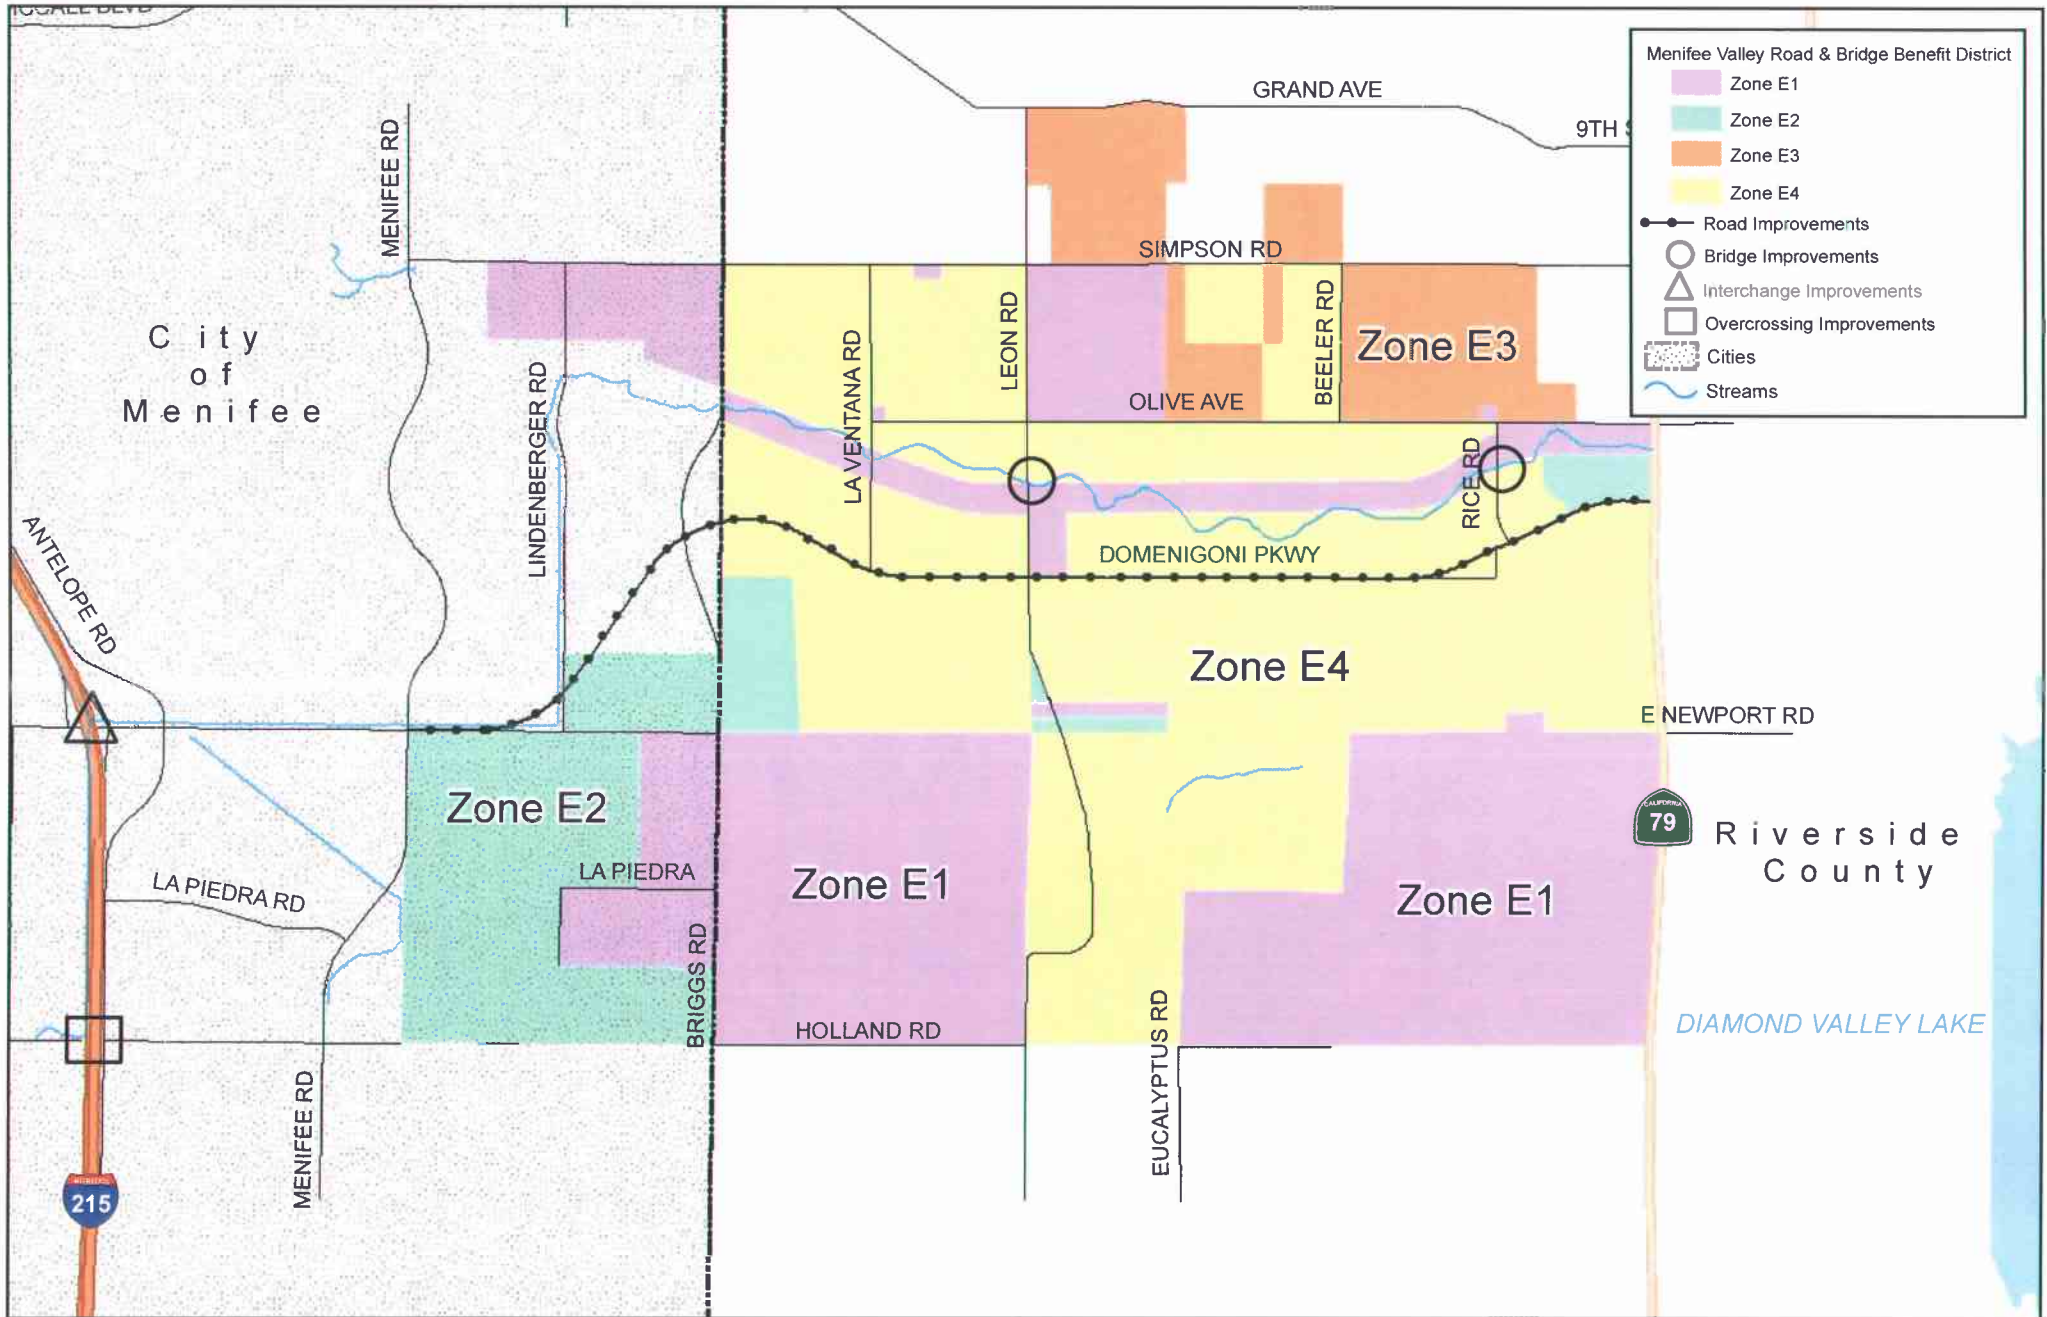 McCALL BLVD
GRAND AVE
9TH S
Menifee Valley Road & Bridge Benefit District
Zone E1
Zone E2
Zone E3
Zone E4
Road Improvements
Bridge Improvements
Interchange Improvements
Overcrossing Improvements
Cities
Streams
MENIFEE RD
SIMPSON RD
City
of
Menifee
LINDENBERGER RD
LA VENTANA RD
LEON RD
BEELER RD
Zone E3
OLIVE AVE
RICE RD
ANTELOPE RD
DOMENIGONI PKWY
Zone E4
E NEWPORT RD
Zone E2
CALIFORNIA
79
Riverside
County
LA PIEDRA
LA PIEDRA RD
Zone E1
Zone E1
BRIGGS RD
HOLLAND RD
EUCALYPTUS RD
DIAMOND VALLEY LAKE
MENIFEE RD
215